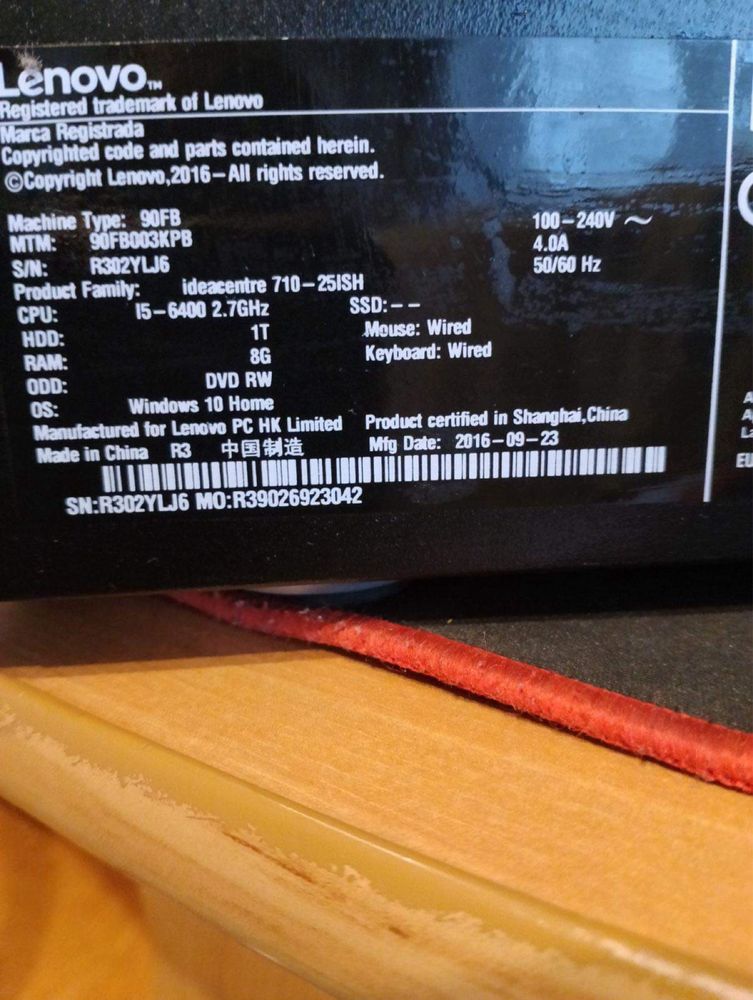 Lenovo™
Registered trademark of Lenovo
Marca Registrada
Copyrighted code and parts contained herein.
©Copyright Lenovo,2016-All rights reserved.
Machine Type: 90FB 100-240V ~
MTM: 90FB003KPB 4.0A
S/N: R302YLJ6 50/60 Hz
Product Family: ideacentre 710-25ISH
CPU: I5-6400 2.7GHz SSD:--
HDD: 1T Mouse: Wired
RAM: 8G Keyboard: Wired
ODD: DVD RW
OS: Windows 10 Home
Manufactured for Lenovo PC HK Limited Product certified in Shanghai,China
Made in China R3 中国制造 Mfg Date: 2016-09-23
SN:R302YLJ6 MO:R39026923042